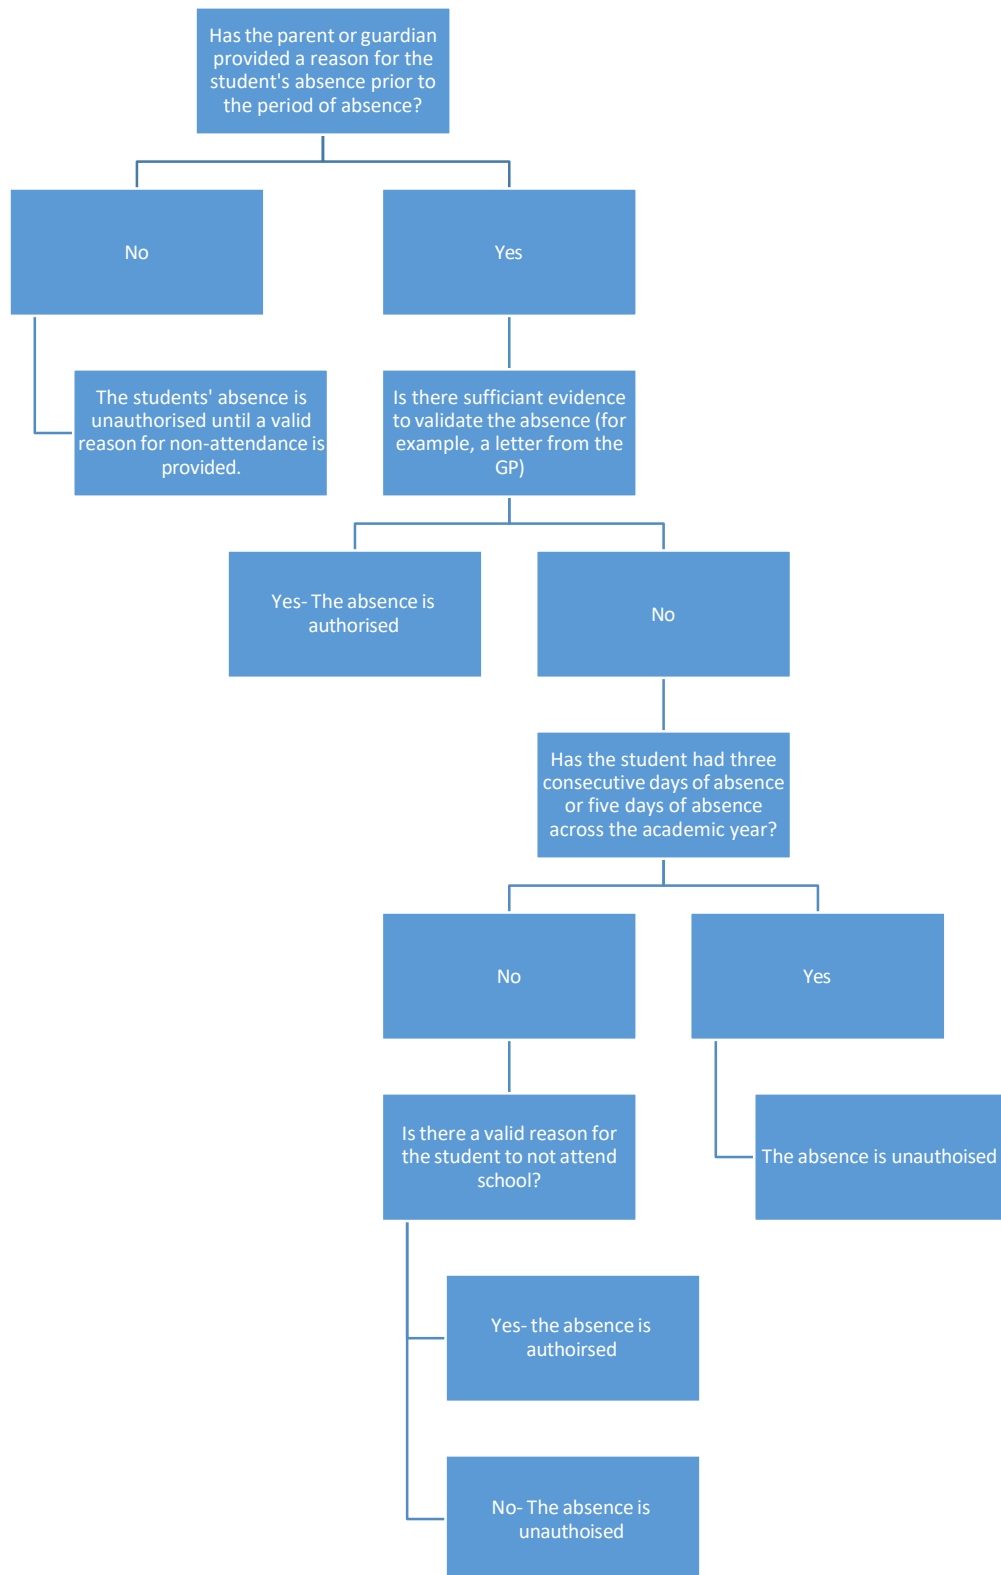 Has the parent or guardian
provided a reason for the
student's absence prior to
the period of absence?
No
Yes
The students' absence is
unauthorised until a valid
reason for non-attendance is
provided.
Is there sufficiant evidence
to validate the absence (for
example, a letter from the
GP)
Yes- The absence is
authorised
No
Has the student had three
consecutive days of absence
or five days of absence
across the academic year?
No
Yes
Is there a valid reason for
the student to not attend
school?
The absence is unauthoised
Yes- the absence is
authoirsed
No- The absence is
unauthoised